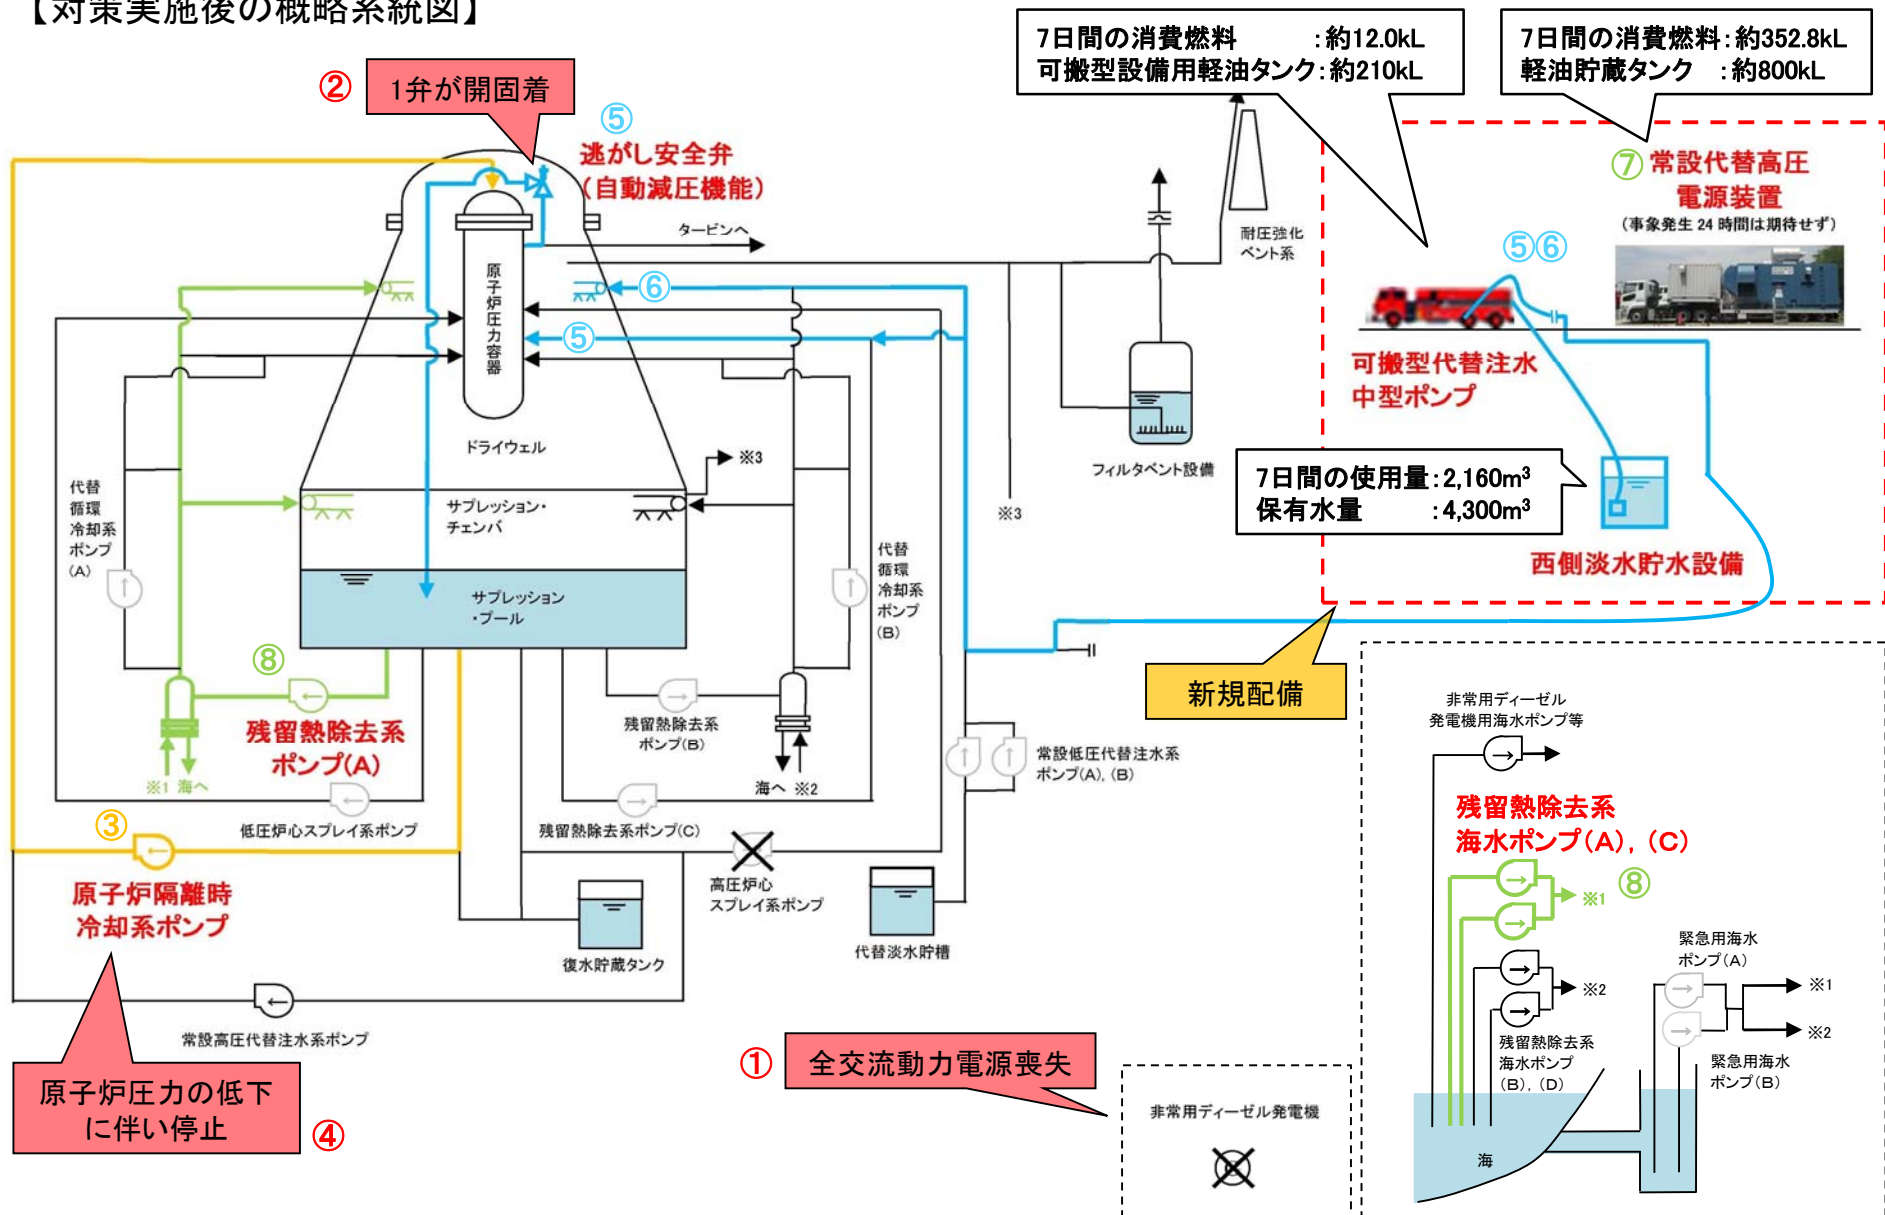 【対策実施後の概略系統図】
7日間の消費燃料　　　：約12.0kL
可搬型設備用軽油タンク：約210kL
7日間の消費燃料：約352.8kL
軽油貯蔵タンク　：約800kL
②
1弁が開固着
⑤
逃がし安全弁
（自動減圧機能）
⑦
常設代替高圧
電源装置
（事象発生 24 時間は期待せず）
タービンへ
耐圧強化
ベント系
⑤⑥
原子炉圧力容器
⑥
⑤
可搬型代替注水
中型ポンプ
ドライウェル
※3
フィルタベント設備
7日間の使用量：2,160m³
保有水量　　　：4,300m³
代替
循環
冷却系
ポンプ
(A)
サプレッション・
チェンバ
※3
代替
循環
冷却系
ポンプ
(B)
西側淡水貯水設備
サプレッション
・プール
⑧
新規配備
残留熱除去系
ポンプ(A)
残留熱除去系
ポンプ(B)
※1 海へ
海へ ※2
常設低圧代替注水系
ポンプ(A), (B)
非常用ディーゼル
発電機用海水ポンプ等
③
低圧炉心スプレイ系ポンプ
残留熱除去系ポンプ(C)
残留熱除去系
海水ポンプ(A), (C)
原子炉隔離時
冷却系ポンプ
高圧炉心
スプレイ系ポンプ
※1
⑧
復水貯蔵タンク
代替淡水貯槽
緊急用海水
ポンプ(A)
※2
※1
※2
常設高圧代替注水系ポンプ
残留熱除去系
海水ポンプ
(B), (D)
緊急用海水
ポンプ(B)
①
全交流動力電源喪失
原子炉圧力の低下
に伴い停止
④
非常用ディーゼル発電機
海